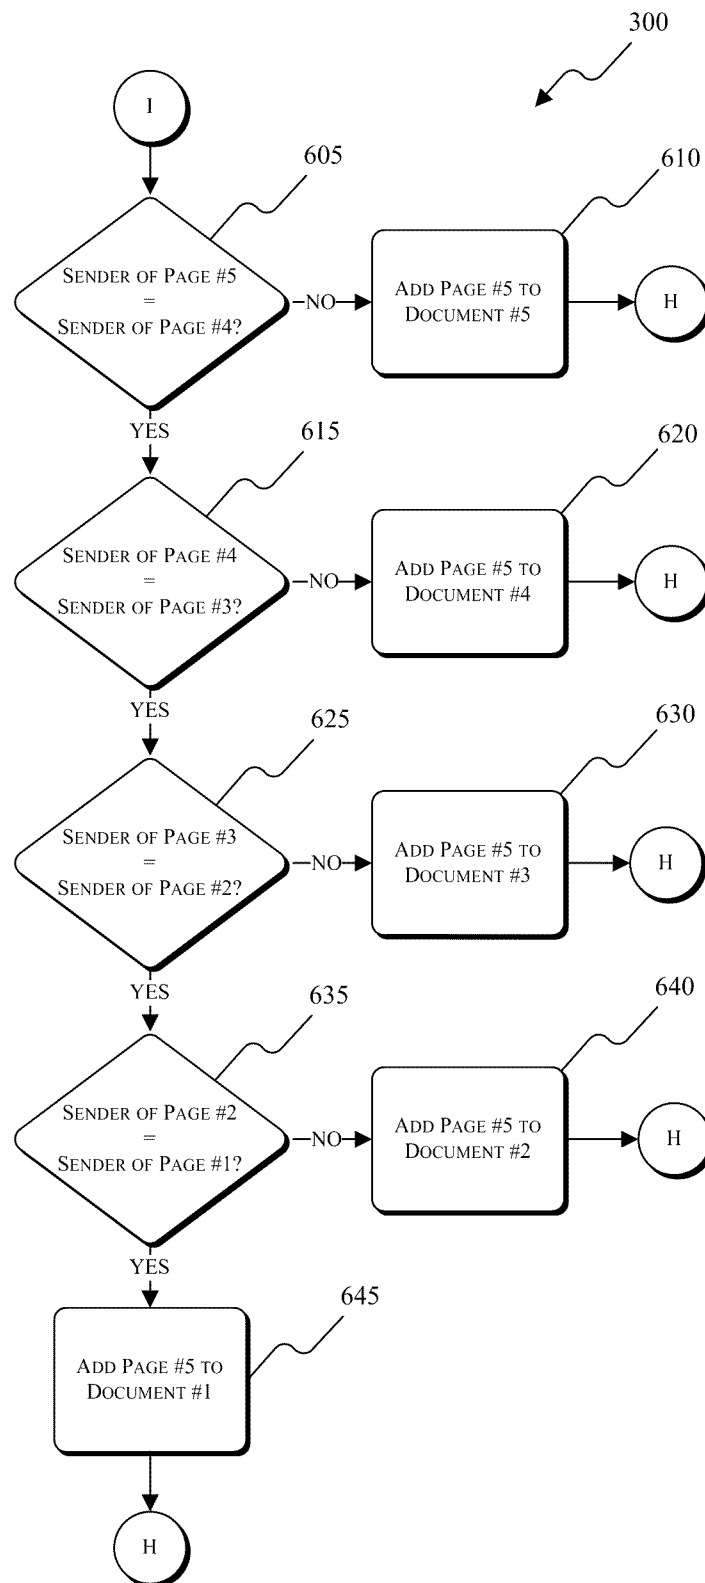 300
I
605
610
Sender of Page #5
=
Sender of Page #4?
NO
Add Page #5 to
Document #5
H
YES
615
620
Sender of Page #4
=
Sender of Page #3?
NO
Add Page #5 to
Document #4
H
YES
625
630
Sender of Page #3
=
Sender of Page #2?
NO
Add Page #5 to
Document #3
H
YES
635
640
Sender of Page #2
=
Sender of Page #1?
NO
Add Page #5 to
Document #2
H
YES
645
Add Page #5 to
Document #1
H